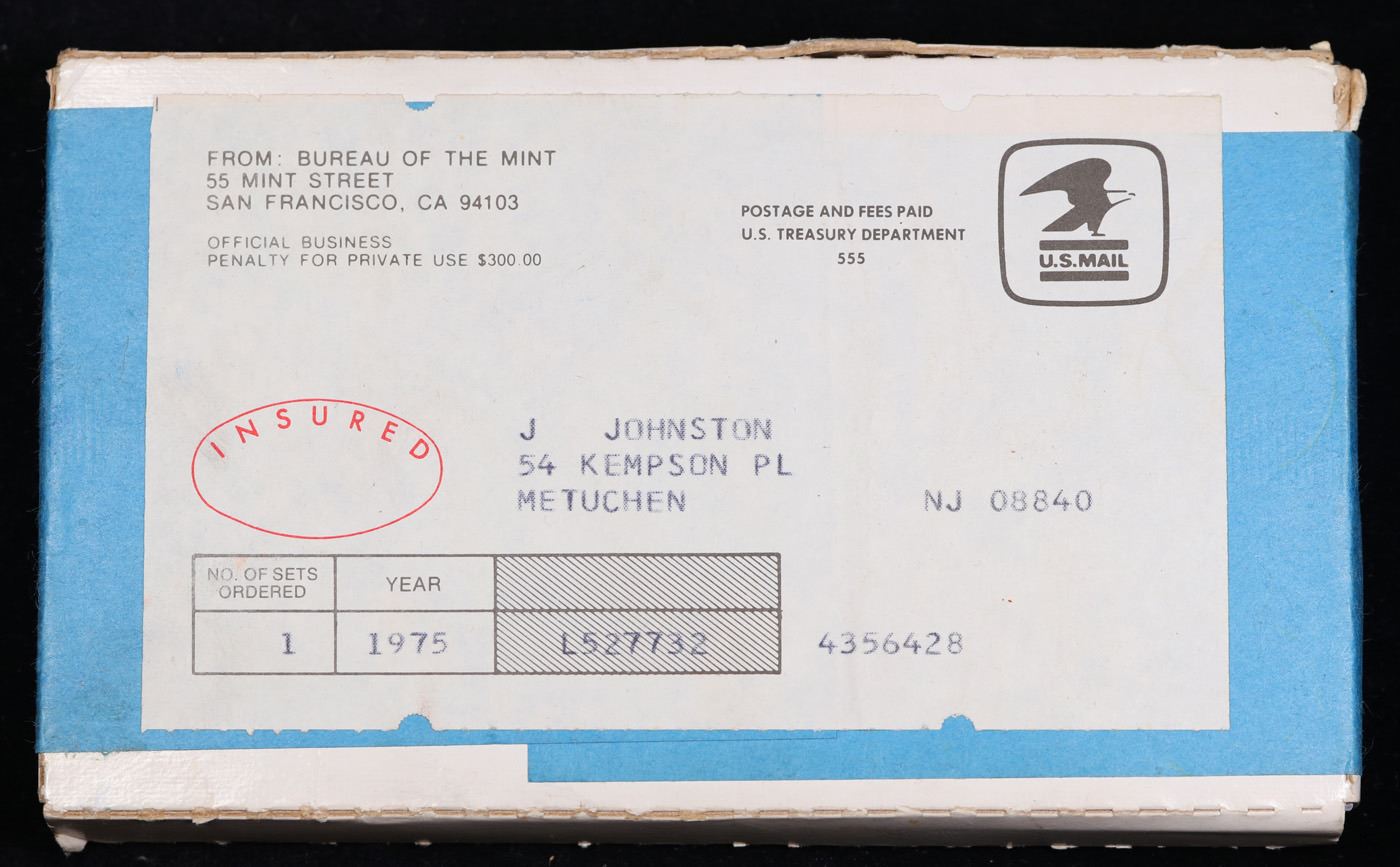 FROM: BUREAU OF THE MINT
55 MINT STREET
SAN FRANCISCO, CA 94103
OFFICIAL BUSINESS
PENALTY FOR PRIVATE USE $300.00
POSTAGE AND FEES PAID
U.S. TREASURY DEPARTMENT
555
U.S.MAIL
INSURED
J JOHNSTON
54 KEMPSON PL
METUCHEN NJ 08840
NO. OF SETS
ORDERED
YEAR
1 1975 L527732 4356428